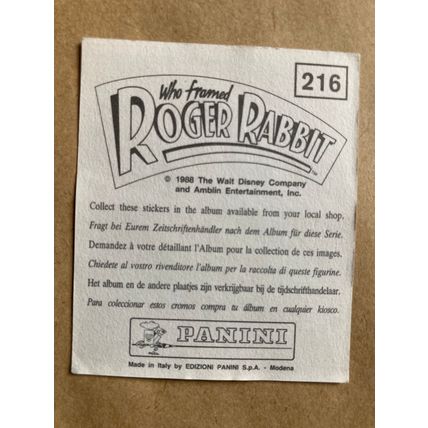 216
Who framed
ROGER RABBIT
TM
© 1988 The Walt Disney Company
and Amblin Entertainment, Inc.
Collect these stickers in the album available from your local shop.
Fragt bei Eurem Zeitschriftenhändler nach dem Album für diese Serie.
Demandez à votre détaillant l'Album pour la collection de ces images.
Chiedete al vostro rivenditore l'album per la raccolta di queste figurine.
Het album en de andere plaatjes zijn verkrijgbaar bij de tijdschrifthandelaar.
Para coleccionar estos cromos compra tu álbum en cualquier kiosco.
PANINI
Made in Italy by EDIZIONI PANINI S.p.A. - Modena